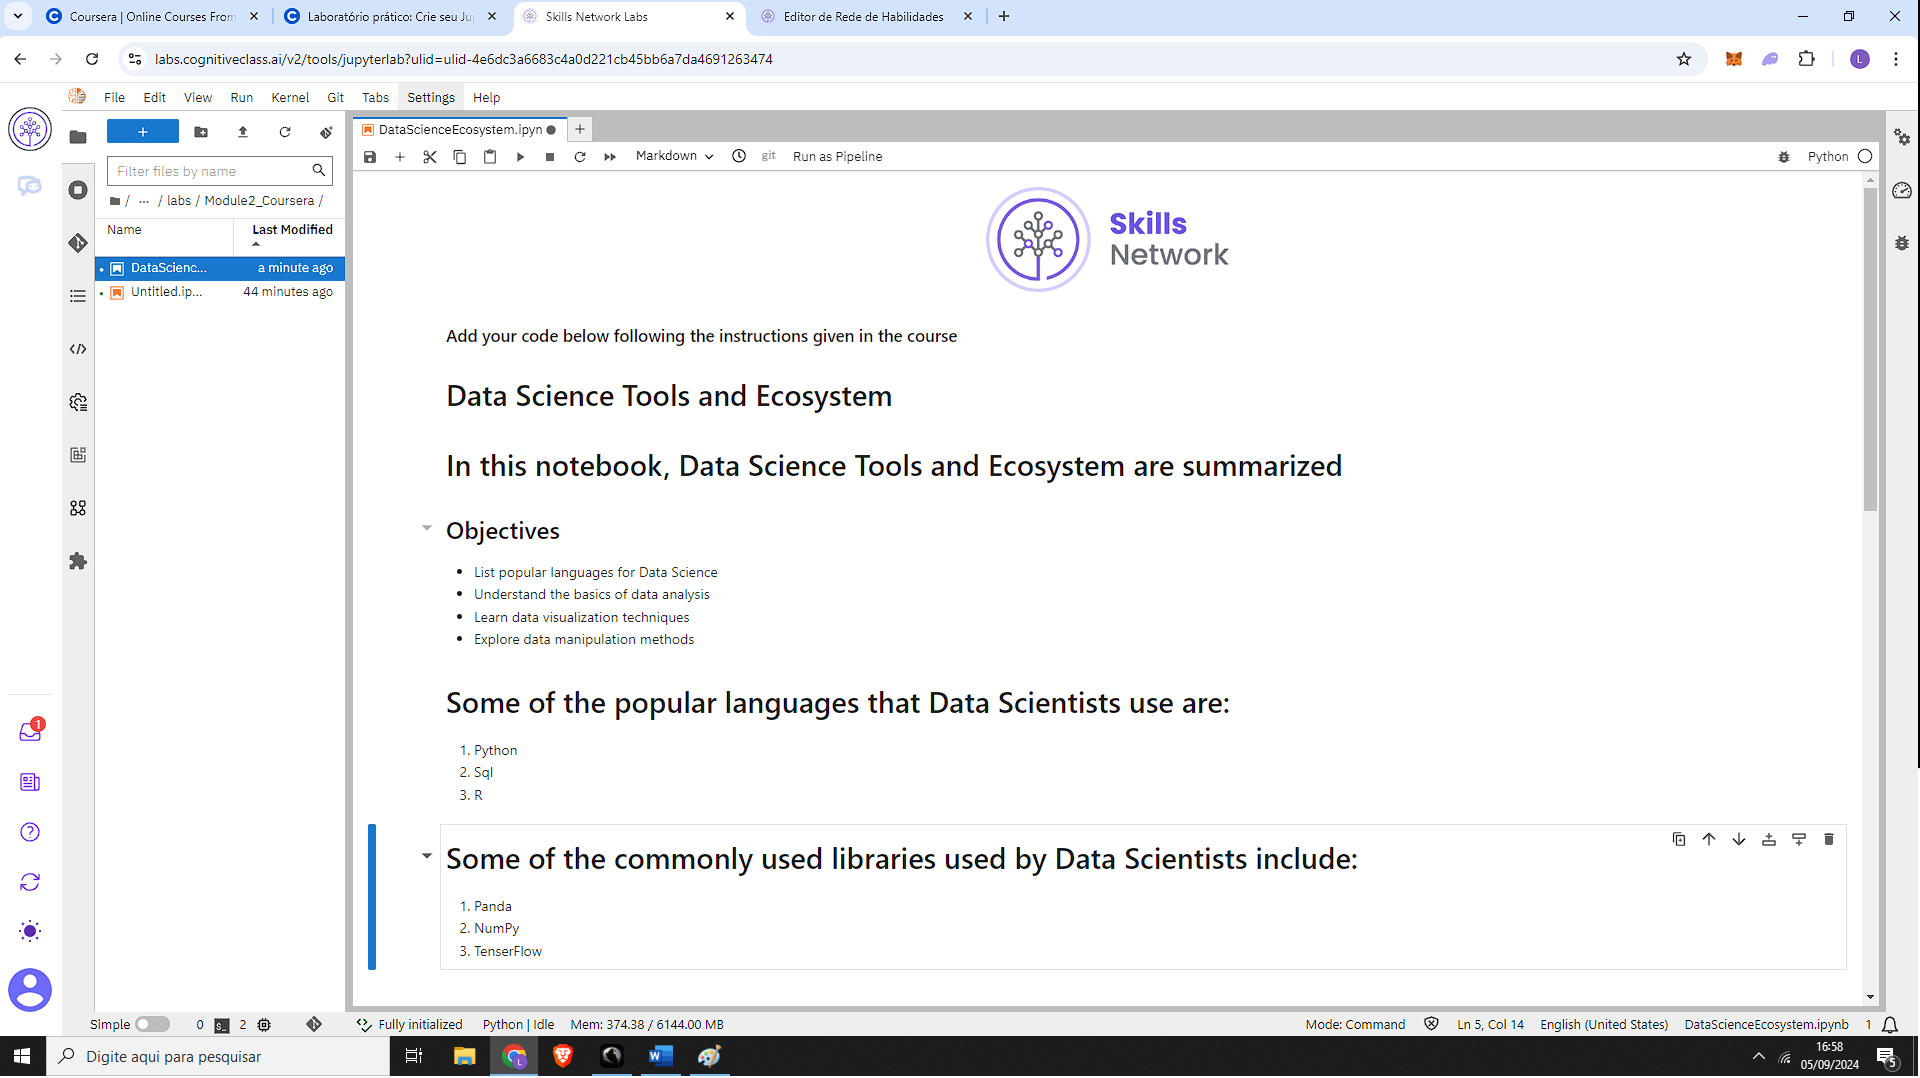 Coursera | Online Courses From
Laboratório prático: Crie seu Ju
Skills Network Labs
Editor de Rede de Habilidades
labs.cognitiveclass.ai/v2/tools/jupyterlab?ulid=ulid-4e6dc3a6683c4a0d221cb45bb6a7da4691263474
L
File Edit View Run Kernel Git Tabs Settings Help
DataScienceEcosystem.ipyn
Markdown git Run as Pipeline
Python
Filter files by name
/ ... / labs / Module2_Coursera /
Name Last Modified
DataScienc... a minute ago
Untitled.ip... 44 minutes ago
Skills
Network
Add your code below following the instructions given in the course
Data Science Tools and Ecosystem
In this notebook, Data Science Tools and Ecosystem are summarized
Objectives
• List popular languages for Data Science
• Understand the basics of data analysis
• Learn data visualization techniques
• Explore data manipulation methods
Some of the popular languages that Data Scientists use are:
1. Python
2. Sql
3. R
Some of the commonly used libraries used by Data Scientists include:
1. Panda
2. NumPy
3. TenserFlow
1
Simple 0 2 Fully initialized Python | Idle Mem: 374.38 / 6144.00 MB Mode: Command Ln 5, Col 14 English (United States) DataScienceEcosystem.ipynb 1
Digite aqui para pesquisar
16:58
05/09/2024
5